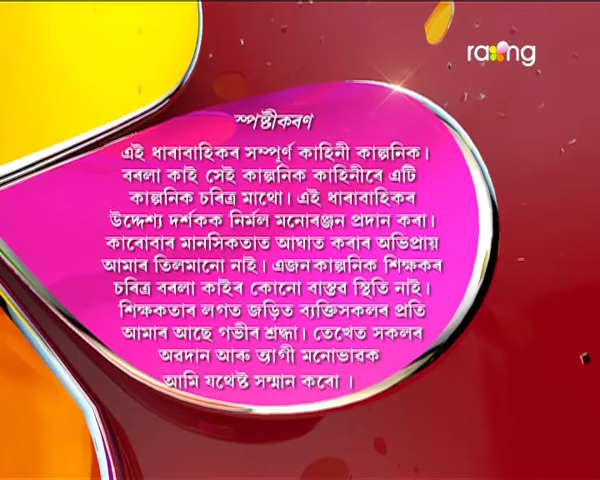 rang
স্পষ্টীকৰণ
এই ধাৰাবাহিকৰ সম্পূৰ্ণ কাহিনী কাল্পনিক।
বৰলা কাই সেই কাল্পনিক কাহিনীৰে এটি
কাল্পনিক চৰিত্ৰ মাথো। এই ধাৰাবাহিকৰ
উদ্দেশ্য দৰ্শকক নিৰ্মল মনোৰঞ্জন প্ৰদান কৰা।
কাৰোবাৰ মানসিকতাত আঘাত কৰাৰ অভিপ্ৰায়
আমাৰ তিলমানো নাই। এজন কাল্পনিক শিক্ষকৰ
চৰিত্ৰ বৰলা কাইৰ কোনো বাস্তৱ স্থিতি নাই।
শিক্ষকতাৰ লগত জড়িত ব্যক্তিসকলৰ প্ৰতি
আমাৰ আছে গভীৰ শ্ৰদ্ধা। তেখেত সকলৰ
অৱদান আৰু ত্যাগী মনোভাবক
আমি যথেষ্ট সন্মান কৰো ।